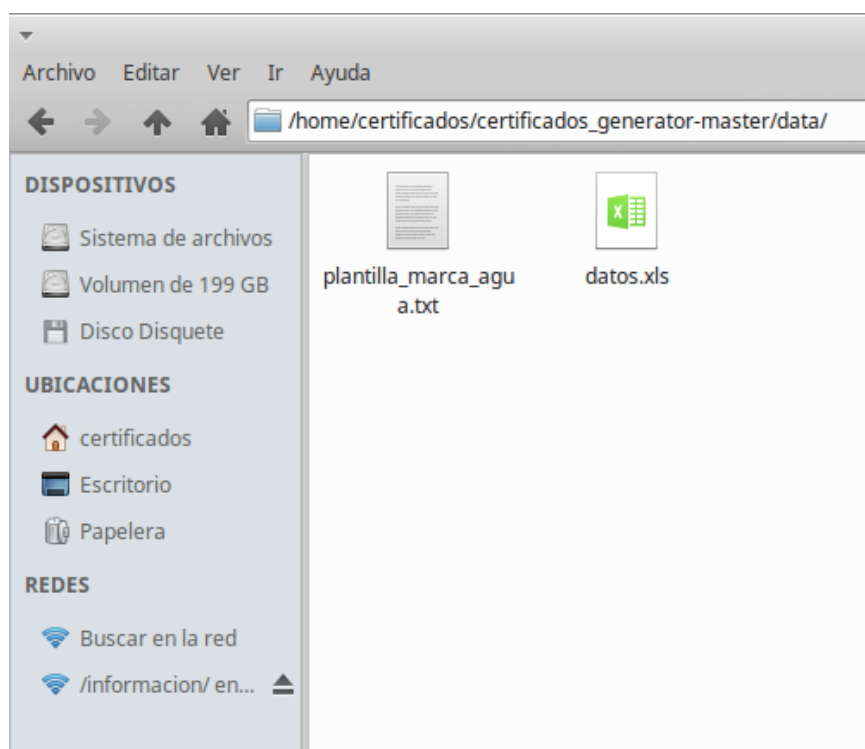 Archivo Editar Ver Ir Ayuda
/home/certificados/certificados_generator-master/data/
DISPOSITIVOS
Sistema de archivos
Volumen de 199 GB
Disco Disquete
UBICACIONES
certificados
Escritorio
Papelera
REDES
Buscar en la red
/informacion/ en...
plantilla_marca_agu
a.txt
datos.xls